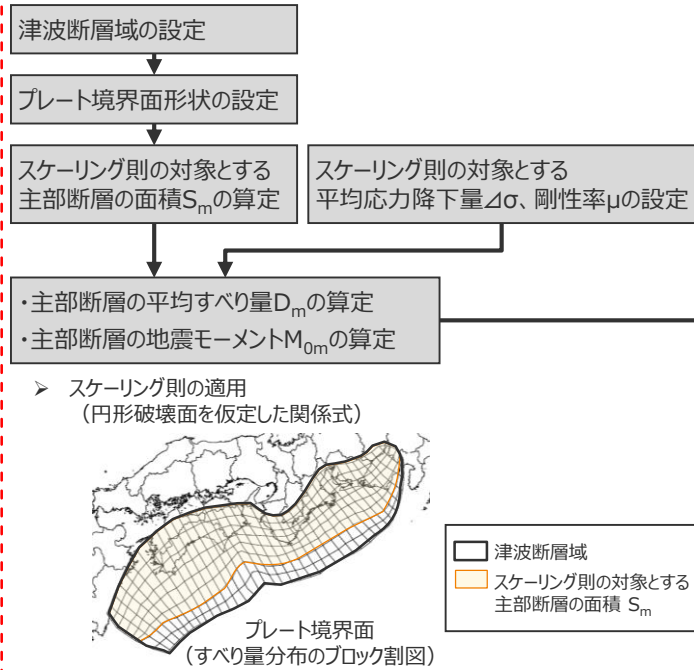 津波断層域の設定
プレート境界面形状の設定
スケーリング則の対象とする
主部断層の面積Smの算定
スケーリング則の対象とする
平均応力降下量⊿σ、剛性率μの設定
・主部断層の平均すべり量Dmの算定
・主部断層の地震モーメントM0mの算定
➢ スケーリング則の適用
（円形破壊面を仮定した関係式）
津波断層域
スケーリング則の対象とする
主部断層の面積 Sm
プレート境界面
（すべり量分布のブロック割図）